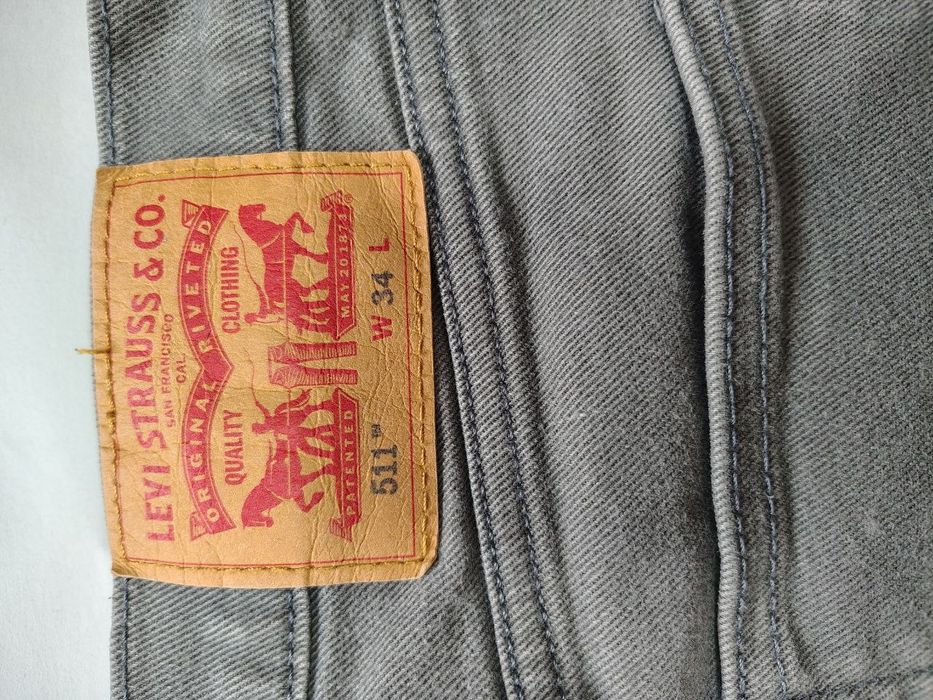 LEVI STRAUSS & CO.
SAN FRANCISCO
CAL
ORIGINAL RIVETED
QUALITY CLOTHING
PATENTED MAY 20 1873
®
511™ W 34 L